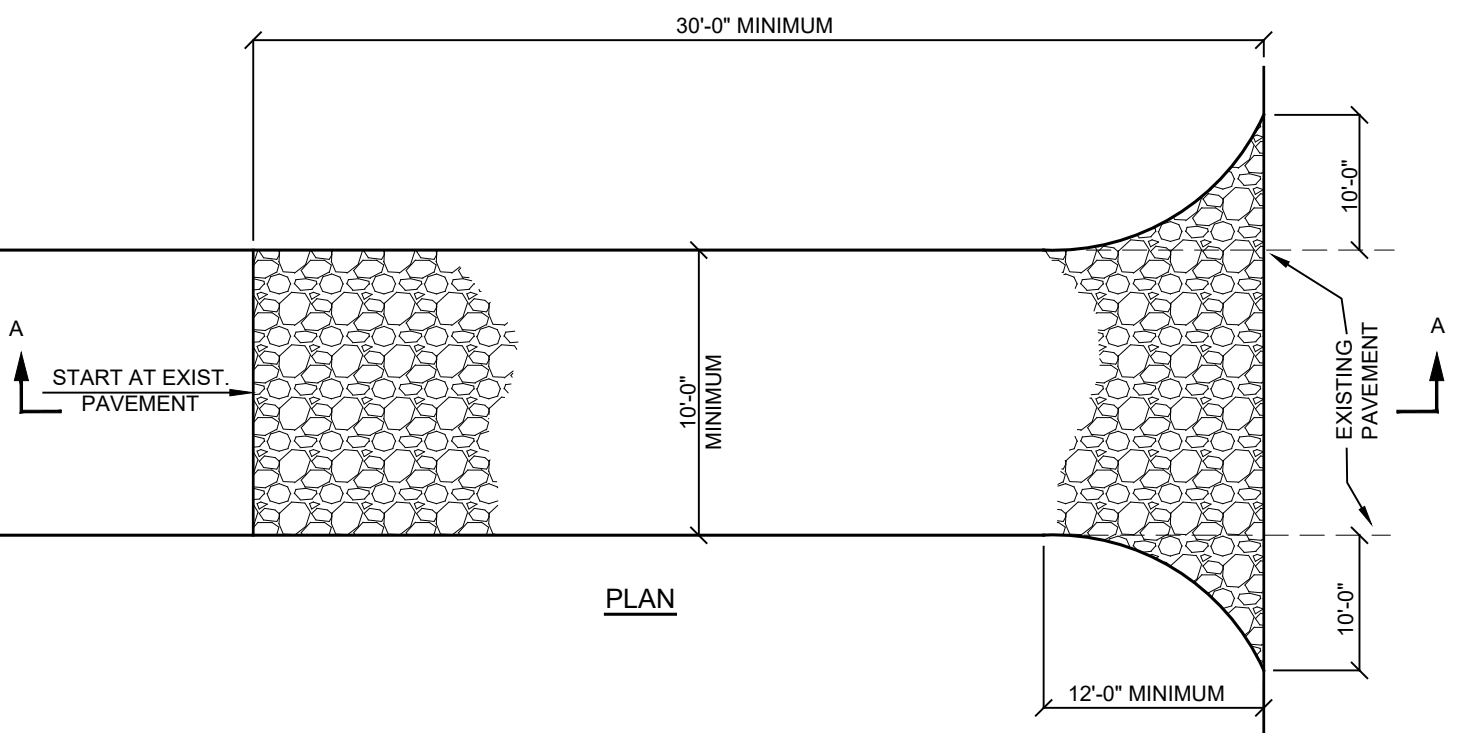 30'-0" MINIMUM
10'-0"
A
START AT EXIST.
PAVEMENT
10'-0"
MINIMUM
EXISTING
PAVEMENT
A
10'-0"
PLAN
12'-0" MINIMUM